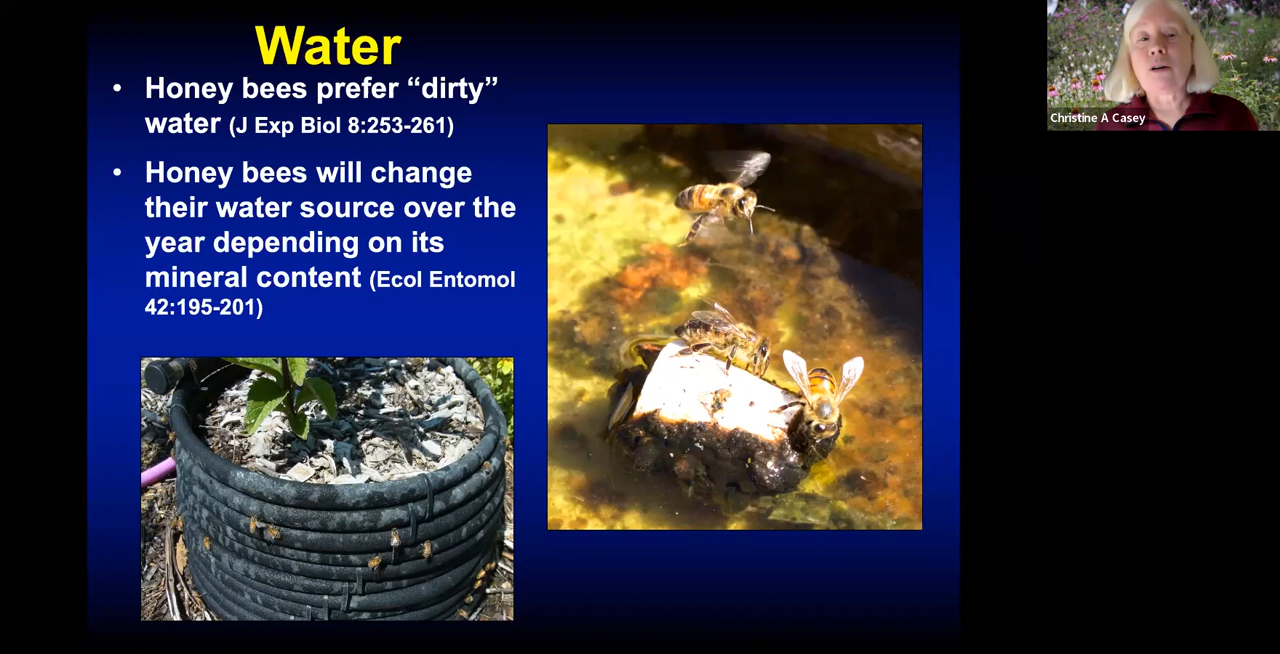 Water
• Honey bees prefer “dirty”
water (J Exp Biol 8:253-261)
• Honey bees will change
their water source over the
year depending on its
mineral content (Ecol Entomol
42:195-201)
Christine A Casey